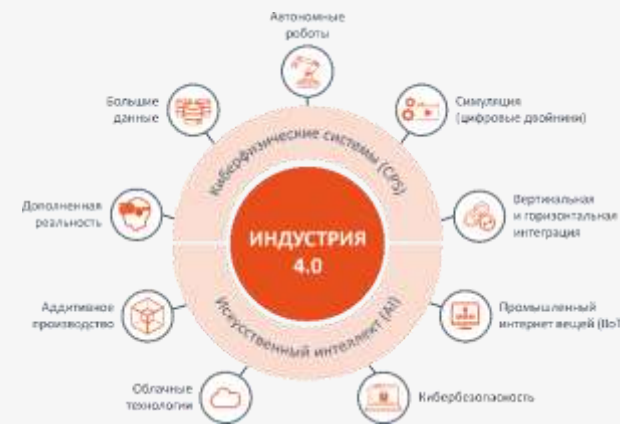 Автономные
роботы
Большие
данные
Симуляция
(цифровые двойники)
Киберфизические системы (CPS)
Дополненная
реальность
Вертикальная
и горизонтальная
интеграция
ИНДУСТРИЯ
4.0
Аддитивное
производство
Промышленный
интернет вещей (IIoT
Искусственный интеллект (AI)
Облачные
технологии
Кибербезопасность